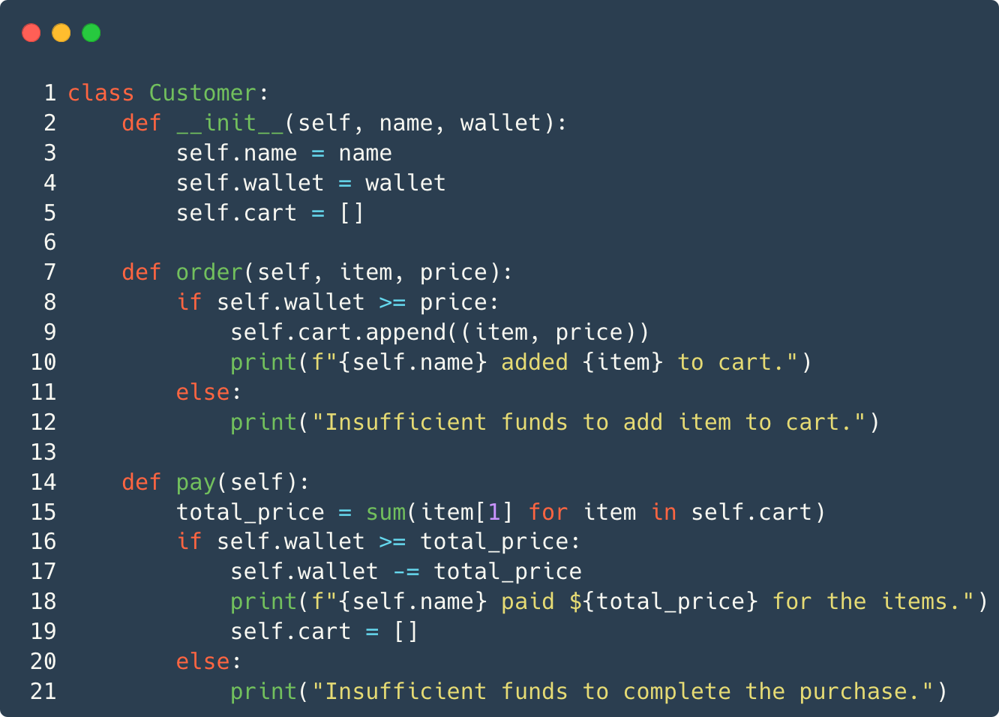 1 class Customer:
2     def __init__(self, name, wallet):
3         self.name = name
4         self.wallet = wallet
5         self.cart = []
6
7     def order(self, item, price):
8         if self.wallet >= price:
9             self.cart.append((item, price))
10             print(f"{self.name} added {item} to cart.")
11         else:
12             print("Insufficient funds to add item to cart.")
13
14     def pay(self):
15         total_price = sum(item[1] for item in self.cart)
16         if self.wallet >= total_price:
17             self.wallet -= total_price
18             print(f"{self.name} paid ${total_price} for the items.")
19             self.cart = []
20         else:
21             print("Insufficient funds to complete the purchase.")